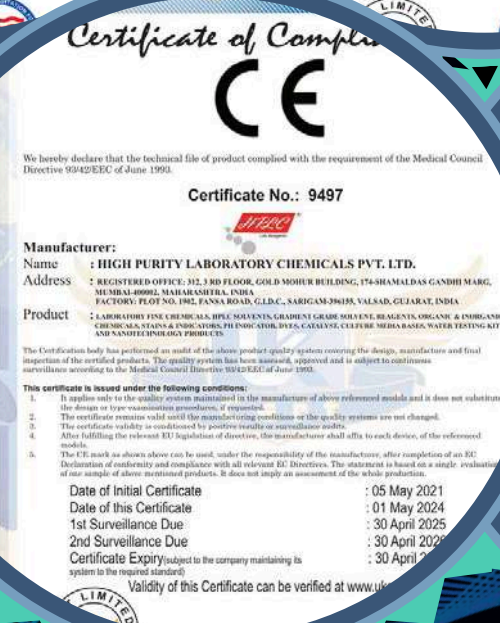 LIMITE
Certificate of Compli
CE
We hereby declare that the technical file of product complied with the requirement of the Medical Council
Directive 93/42/EEC of June 1993.
Certificate No.: 9497
HPLC
Manufacturer:
Name : HIGH PURITY LABORATORY CHEMICALS PVT. LTD.
Address : REGISTERED OFFICE: 312, 3 RD FLOOR, GOLD MOHUR BUILDING, 174-SHAMALDAS GANDHI MARG,
MUMBAI-400002, MAHARASHTRA, INDIA
FACTORY: PLOT NO. 1902, FANSA ROAD, G.I.D.C., SARIGAM-396155, VALSAD, GUJARAT, INDIA
Product : LABORATORY FINE CHEMICALS, HPLC SOLVENTS, GRADIENT GRADE SOLVENT, REAGENTS, ORGANIC & INORGANIC
CHEMICALS, STAINS & INDICATORS, PH INDICATOR, DYES, CATALYST, CULTURE MEDIA BASES, WATER TESTING KIT
AND NANOTECHNOLOGY PRODUCTS
The Certification body has performed an audit of the above product quality system covering the design, manufacture and final
inspection of the certified products. The quality system has been assessed, approved and is subject to continuous
surveillance according to the Medical Council Directive 93/42/EEC of June 1993.
This certificate is issued under the following conditions:
1. It applies only to the quality system maintained in the manufacture of above referenced models and it does not substitute
the design or type-examination procedures, if requested.
2. The certificate remains valid until the manufacturing conditions or the quality systems are not changed.
3. The certificate validity is conditioned by positive results or surveillance audits.
4. After fulfilling the relevant EU legislation of directive, the manufacturer shall affix to each device, of the referenced
models.
5. The CE mark as shown above can be used, under the responsibility of the manufacturer, after completion of an EC
Declaration of conformity and compliance with all relevant EC Directives. The statement is based on a single evaluation
of one sample of above mentioned products. It does not imply an assessment of the whole production.
Date of Initial Certificate : 05 May 2021
Date of this Certificate : 01 May 2024
1st Surveillance Due : 30 April 2025
2nd Surveillance Due : 30 April 2026
Certificate Expiry(subject to the company maintaining its : 30 April 2
system to the required standard)
Validity of this Certificate can be verified at www.uk
LIMITED